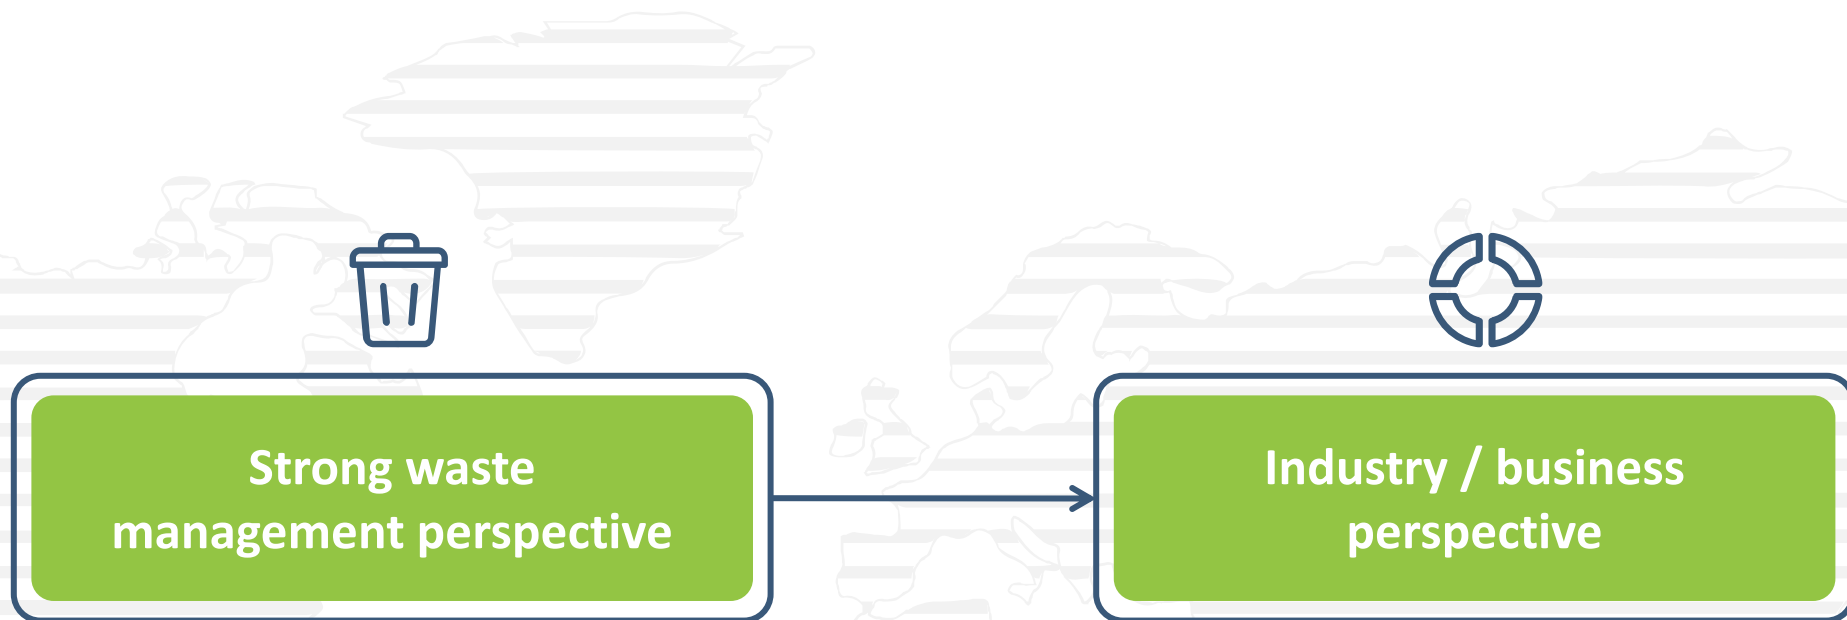 Strong waste
management perspective
Industry / business
perspective